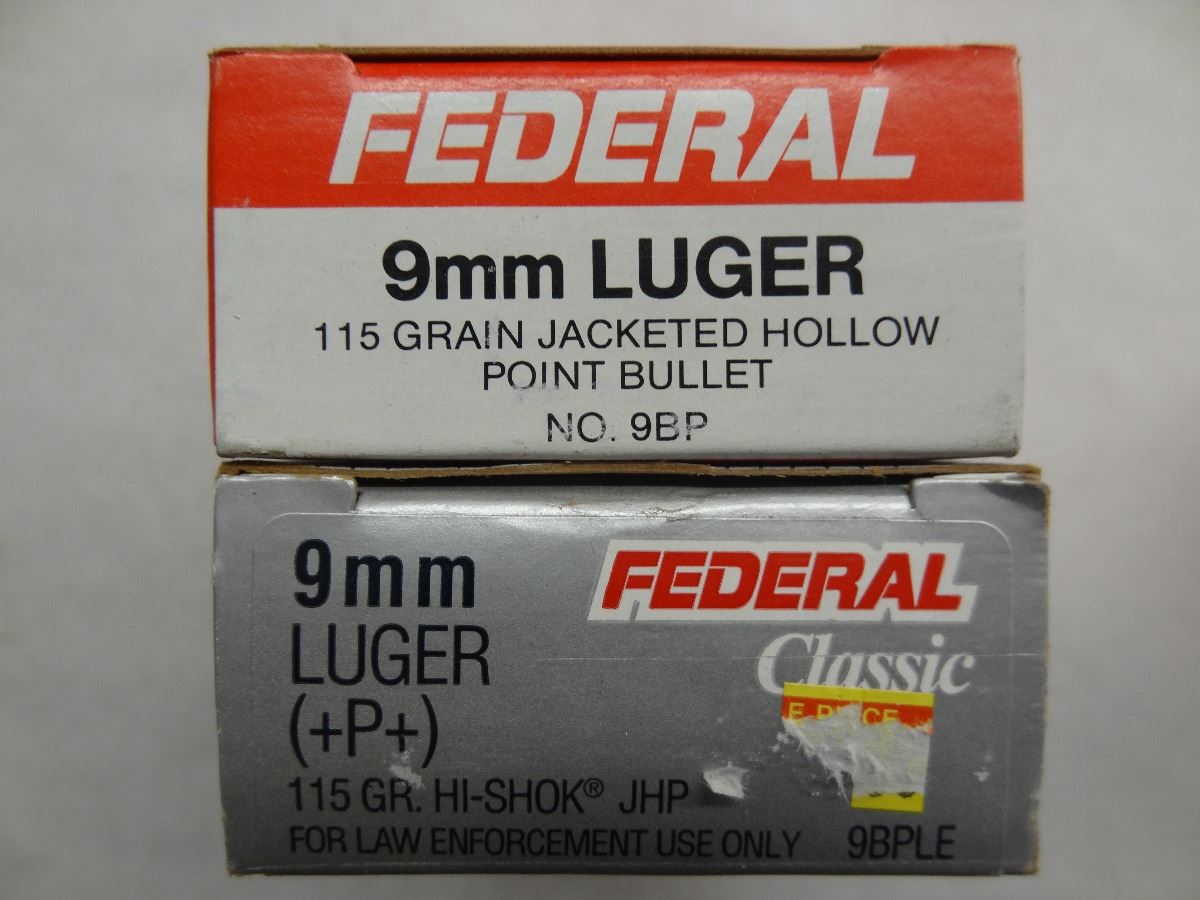 FEDERAL
9mm LUGER
115 GRAIN JACKETED HOLLOW
POINT BULLET
NO. 9BP
9mm
LUGER
(+P+)
115 GR. HI-SHOK® JHP
FOR LAW ENFORCEMENT USE ONLY
FEDERAL
Classic
9BPLE